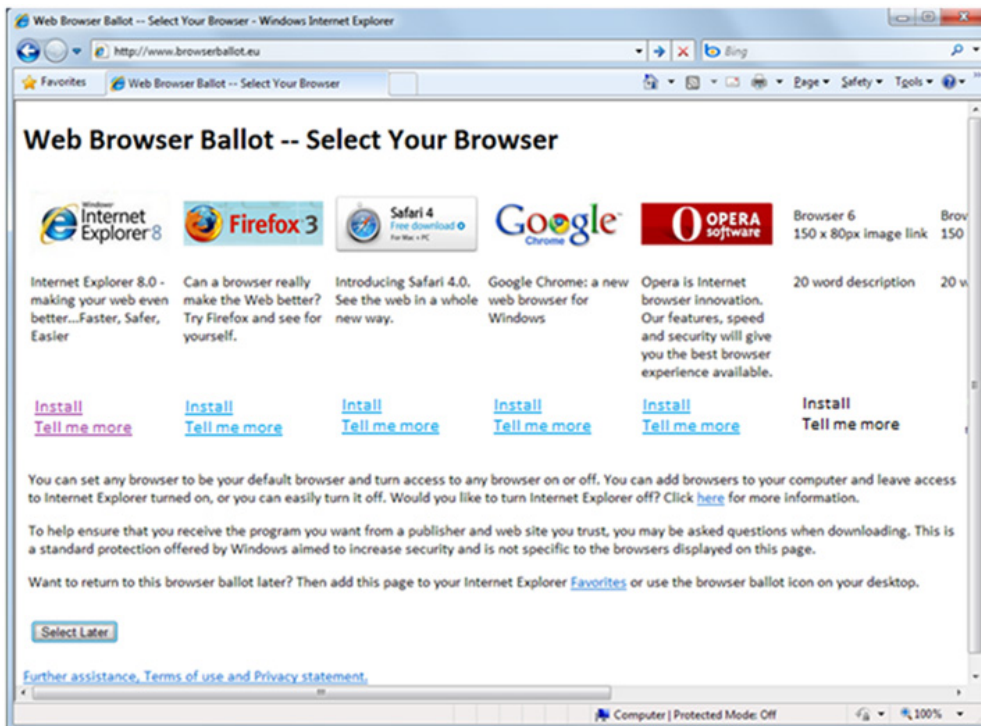 Web Browser Ballot -- Select Your Browser - Windows Internet Explorer
http://www.browserballot.eu
Bing
Favorites
Web Browser Ballot -- Select Your Browser
Page
Safety
Tools
Web Browser Ballot -- Select Your Browser
Windows
Internet
Explorer 8
Firefox 3
Safari 4
Free download
For Mac + PC
Google
Chrome
OPERA
software
Browser 6
150 x 80px image link
Brov
150
Internet Explorer 8.0 -
making your web even
better...Faster, Safer,
Easier
Can a browser really
make the Web better?
Try Firefox and see for
yourself.
Introducing Safari 4.0.
See the web in a whole
new way.
Google Chrome: a new
web browser for
Windows
Opera is Internet
browser innovation.
Our features, speed
and security will give
you the best browser
experience available.
20 word description
20 w
Install
Tell me more
Install
Tell me more
Intall
Tell me more
Install
Tell me more
Install
Tell me more
Install
Tell me more
You can set any browser to be your default browser and turn access to any browser on or off. You can add browsers to your computer and leave access
to Internet Explorer turned on, or you can easily turn it off. Would you like to turn Internet Explorer off? Click here for more information.
To help ensure that you receive the program you want from a publisher and web site you trust, you may be asked questions when downloading. This is
a standard protection offered by Windows aimed to increase security and is not specific to the browsers displayed on this page.
Want to return to this browser ballot later? Then add this page to your Internet Explorer Favorites or use the browser ballot icon on your desktop.
Select Later
Further assistance, Terms of use and Privacy statement.
Computer | Protected Mode: Off
100%